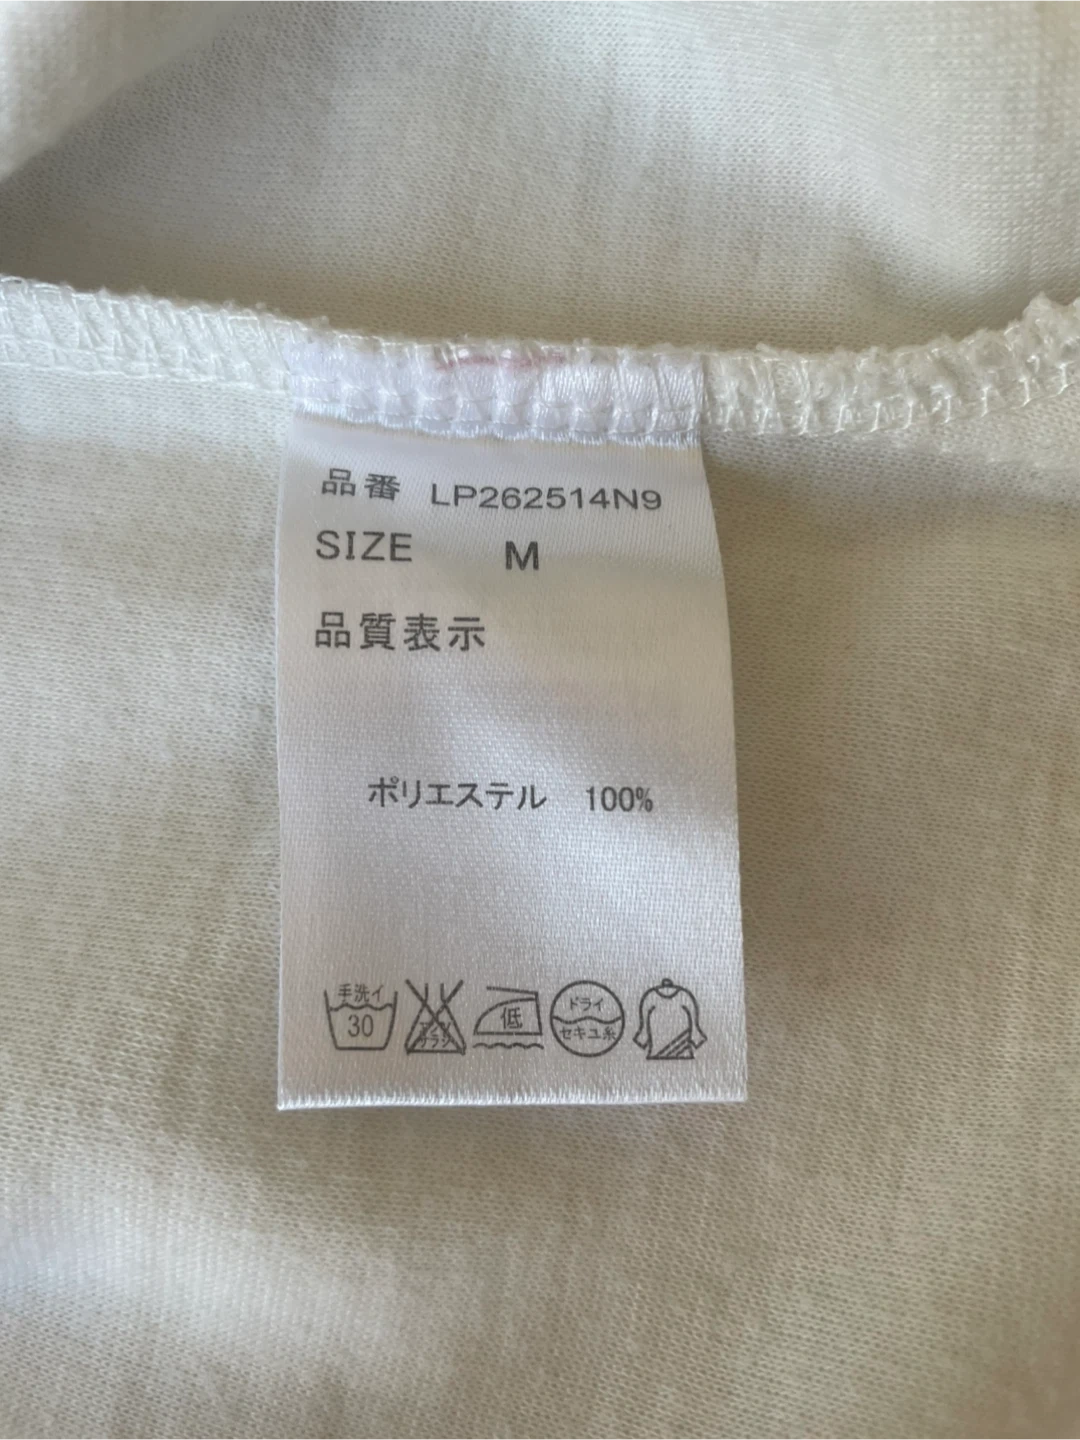 品番 LP262514N9
SIZE M
品質表示
ポリエステル 100%
手洗イ
30
低
ドライ
セキユ系